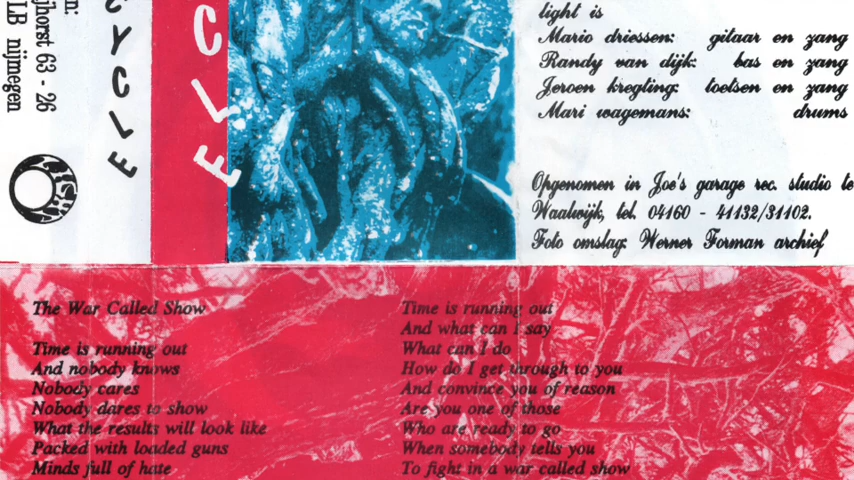 n:
jhorst 63 - 26
LB nijmegen
CYCLE
CLE
light is
Mario driessen: gitaar en zang
Randy van dijk: bas en zang
Jeroen kregting: toetsen en zang
Mari wagemans: drums
Opgenomen in Joe's garage rec. studio te
Waalwijk, tel. 04160 - 41132/31102.
Foto omslag: Werner Forman archief
The War Called Show
Time is running out
And nobody knows
Nobody cares
Nobody dares to show
What the results will look like
Packed with loaded guns
Minds full of hate
Time is running out
And what can I say
What can I do
How do I get through to you
And convince you of reason
Are you one of those
Who are ready to go
When somebody tells you
To fight in a war called show